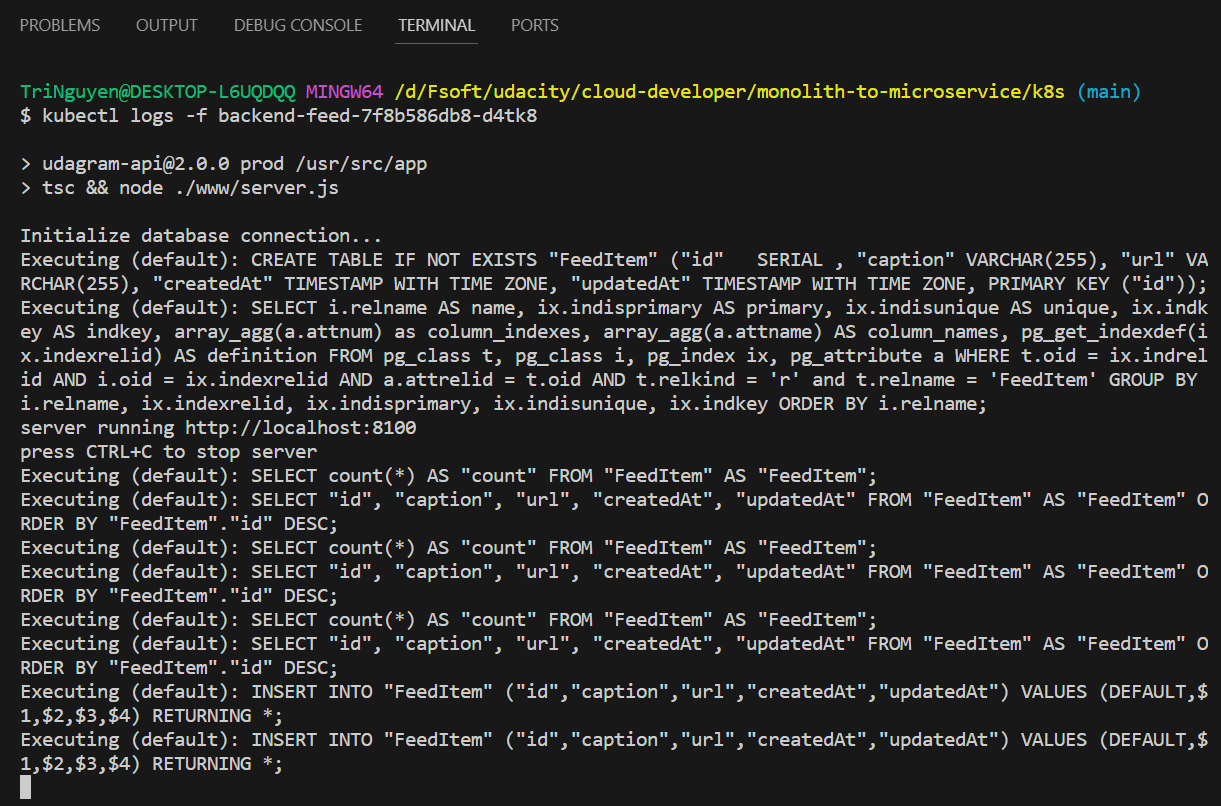 PROBLEMS OUTPUT DEBUG CONSOLE TERMINAL PORTS
TriNguyen@DESKTOP-L6UQDQQ MINGW64 /d/Fsoft/udacity/cloud-developer/monolith-to-microservice/k8s (main)
$ kubectl logs -f backend-feed-7f8b586db8-d4tk8
> udagram-api@2.0.0 prod /usr/src/app
> tsc && node ./www/server.js
Initialize database connection...
Executing (default): CREATE TABLE IF NOT EXISTS "FeedItem" ("id"   SERIAL , "caption" VARCHAR(255), "url" VA
RCHAR(255), "createdAt" TIMESTAMP WITH TIME ZONE, "updatedAt" TIMESTAMP WITH TIME ZONE, PRIMARY KEY ("id"));
Executing (default): SELECT i.relname AS name, ix.indisprimary AS primary, ix.indisunique AS unique, ix.indk
ey AS indkey, array_agg(a.attnum) as column_indexes, array_agg(a.attname) AS column_names, pg_get_indexdef(i
x.indexrelid) AS definition FROM pg_class t, pg_class i, pg_index ix, pg_attribute a WHERE t.oid = ix.indrel
id AND i.oid = ix.indexrelid AND a.attrelid = t.oid AND t.relkind = 'r' and t.relname = 'FeedItem' GROUP BY
i.relname, ix.indexrelid, ix.indisprimary, ix.indisunique, ix.indkey ORDER BY i.relname;
server running http://localhost:8100
press CTRL+C to stop server
Executing (default): SELECT count(*) AS "count" FROM "FeedItem" AS "FeedItem";
Executing (default): SELECT "id", "caption", "url", "createdAt", "updatedAt" FROM "FeedItem" AS "FeedItem" O
RDER BY "FeedItem"."id" DESC;
Executing (default): SELECT count(*) AS "count" FROM "FeedItem" AS "FeedItem";
Executing (default): SELECT "id", "caption", "url", "createdAt", "updatedAt" FROM "FeedItem" AS "FeedItem" O
RDER BY "FeedItem"."id" DESC;
Executing (default): SELECT count(*) AS "count" FROM "FeedItem" AS "FeedItem";
Executing (default): SELECT "id", "caption", "url", "createdAt", "updatedAt" FROM "FeedItem" AS "FeedItem" O
RDER BY "FeedItem"."id" DESC;
Executing (default): INSERT INTO "FeedItem" ("id","caption","url","createdAt","updatedAt") VALUES (DEFAULT,$
1,$2,$3,$4) RETURNING *;
Executing (default): INSERT INTO "FeedItem" ("id","caption","url","createdAt","updatedAt") VALUES (DEFAULT,$
1,$2,$3,$4) RETURNING *;